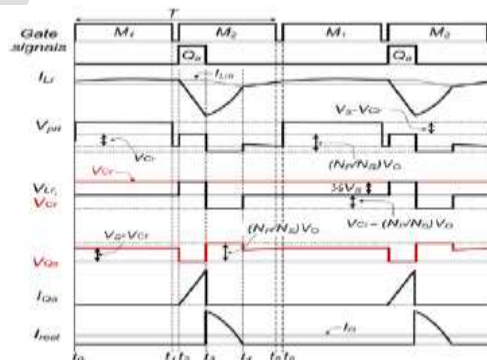 T
Gate signals
M1 M2 M1 M2
Qa Qa
iLr iLm
VS-VCr
Vpri
VCr (NP/NS)VO
VCr
½VS
VLr,
VCr
VS-VCr (NP/NS)VO VCr-(NP/NS)VO
VQa
iQa
irect
t0 t1 t2 t3 t4 t5 t6